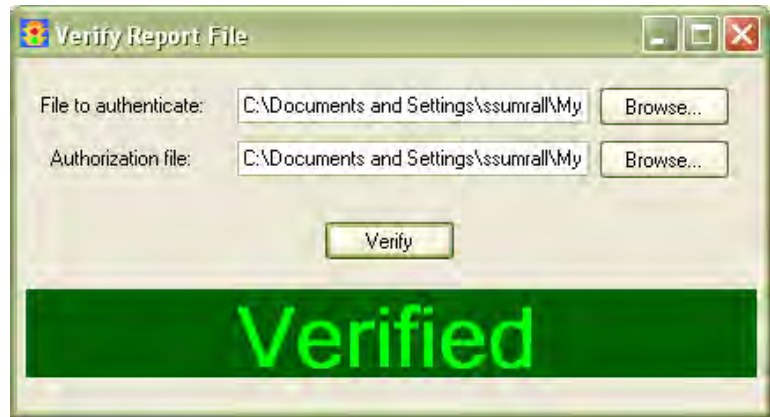 Verify Report File
File to authenticate: C:\Documents and Settings\ssumrall\My Browse...
Authorization file: C:\Documents and Settings\ssumrall\My Browse...
Verify
Verified